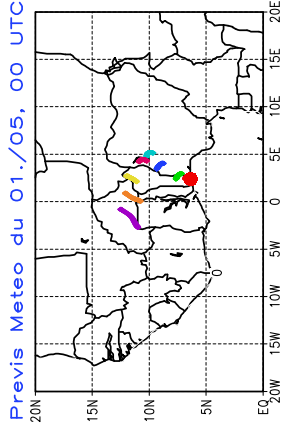 Previs Meteo du 01./05, 00 UTC
20N
15N
10N
5N
EQ
20W
15W
10W
5W
0
5E
10E
15E
20E
0